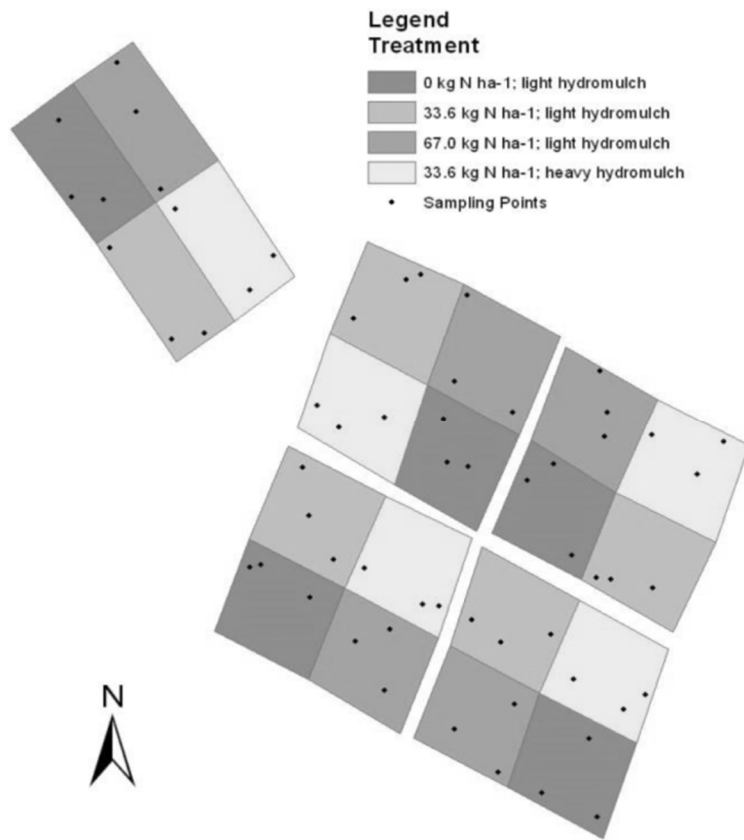 Legend
Treatment
0 kg N ha-1; light hydromulch
33.6 kg N ha-1; light hydromulch
67.0 kg N ha-1; light hydromulch
33.6 kg N ha-1; heavy hydromulch
Sampling Points
N